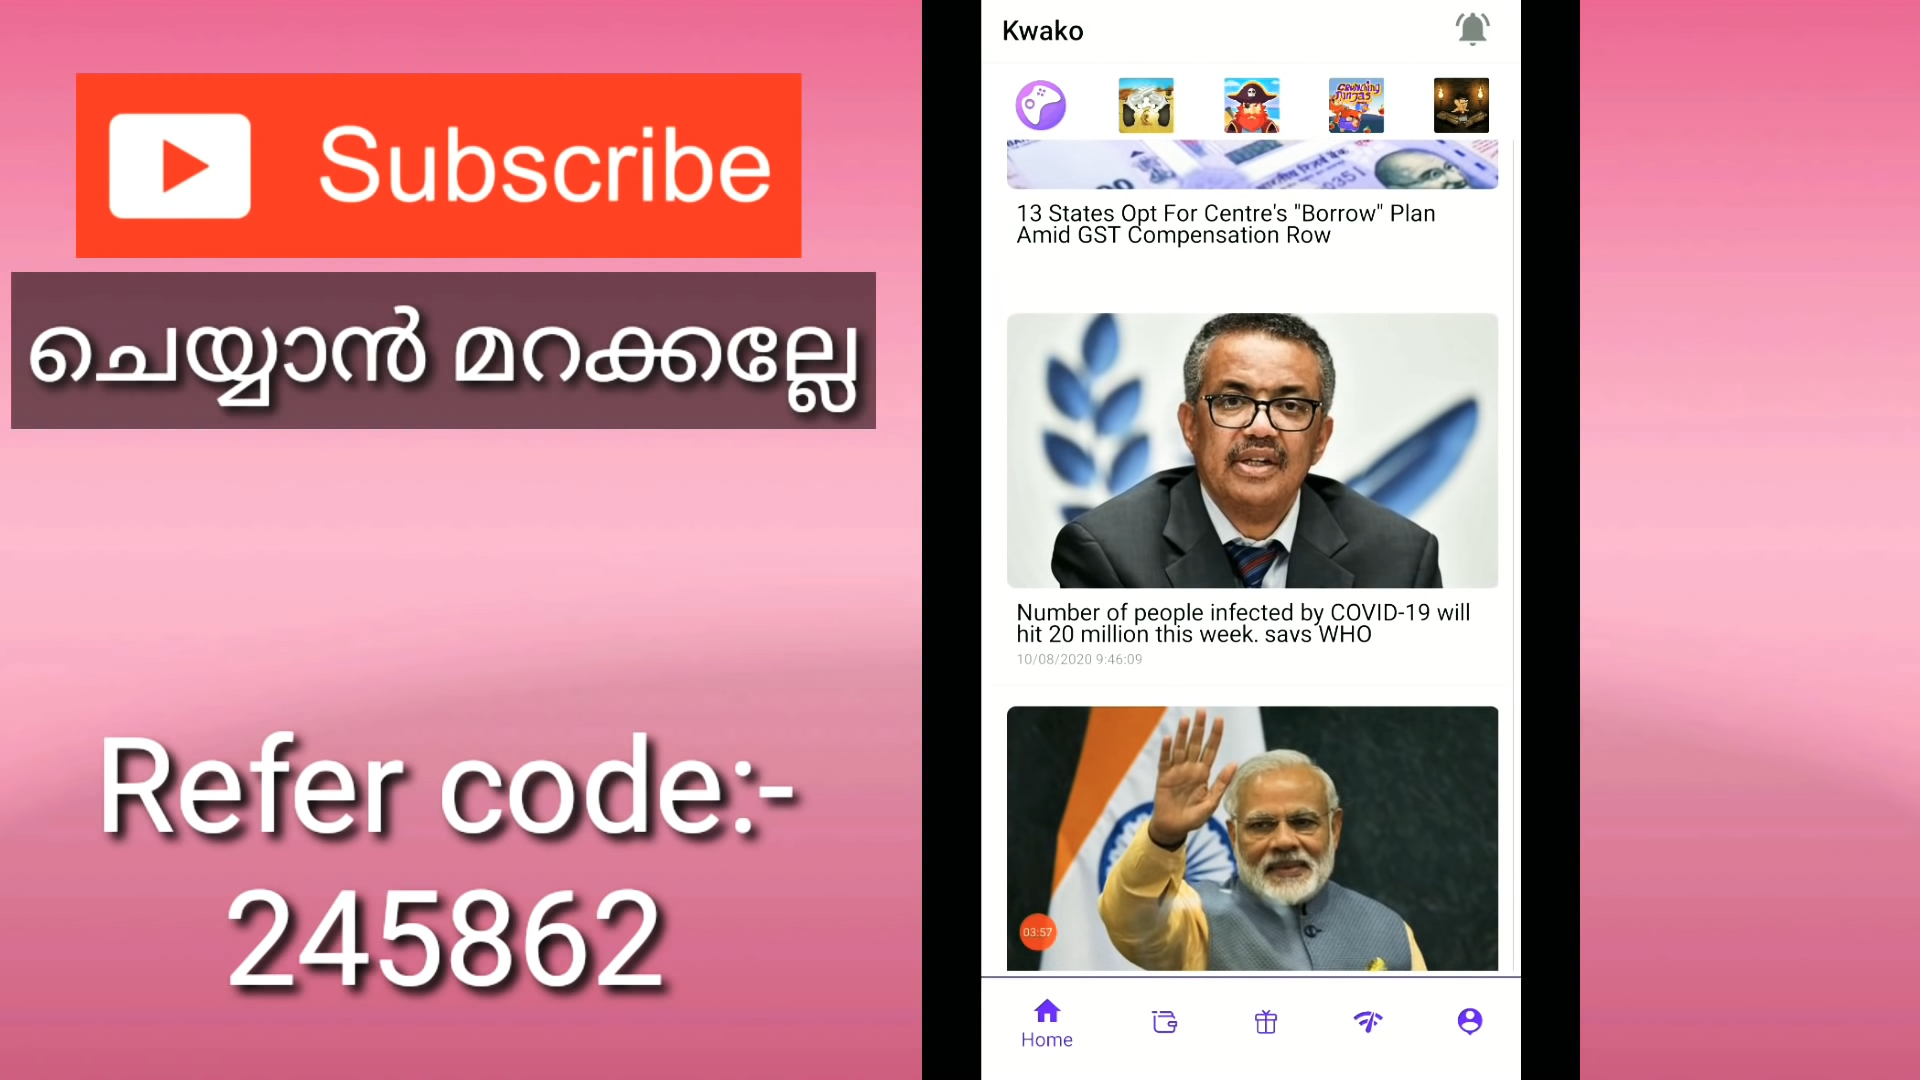 Subscribe
ചെയ്യാൻ മറക്കല്ലേ
Refer code:-
245862
Kwako
13 States Opt For Centre's "Borrow" Plan
Amid GST Compensation Row
Number of people infected by COVID-19 will
hit 20 million this week. says WHO
10/08/2020 9:46:09
03:57
Home